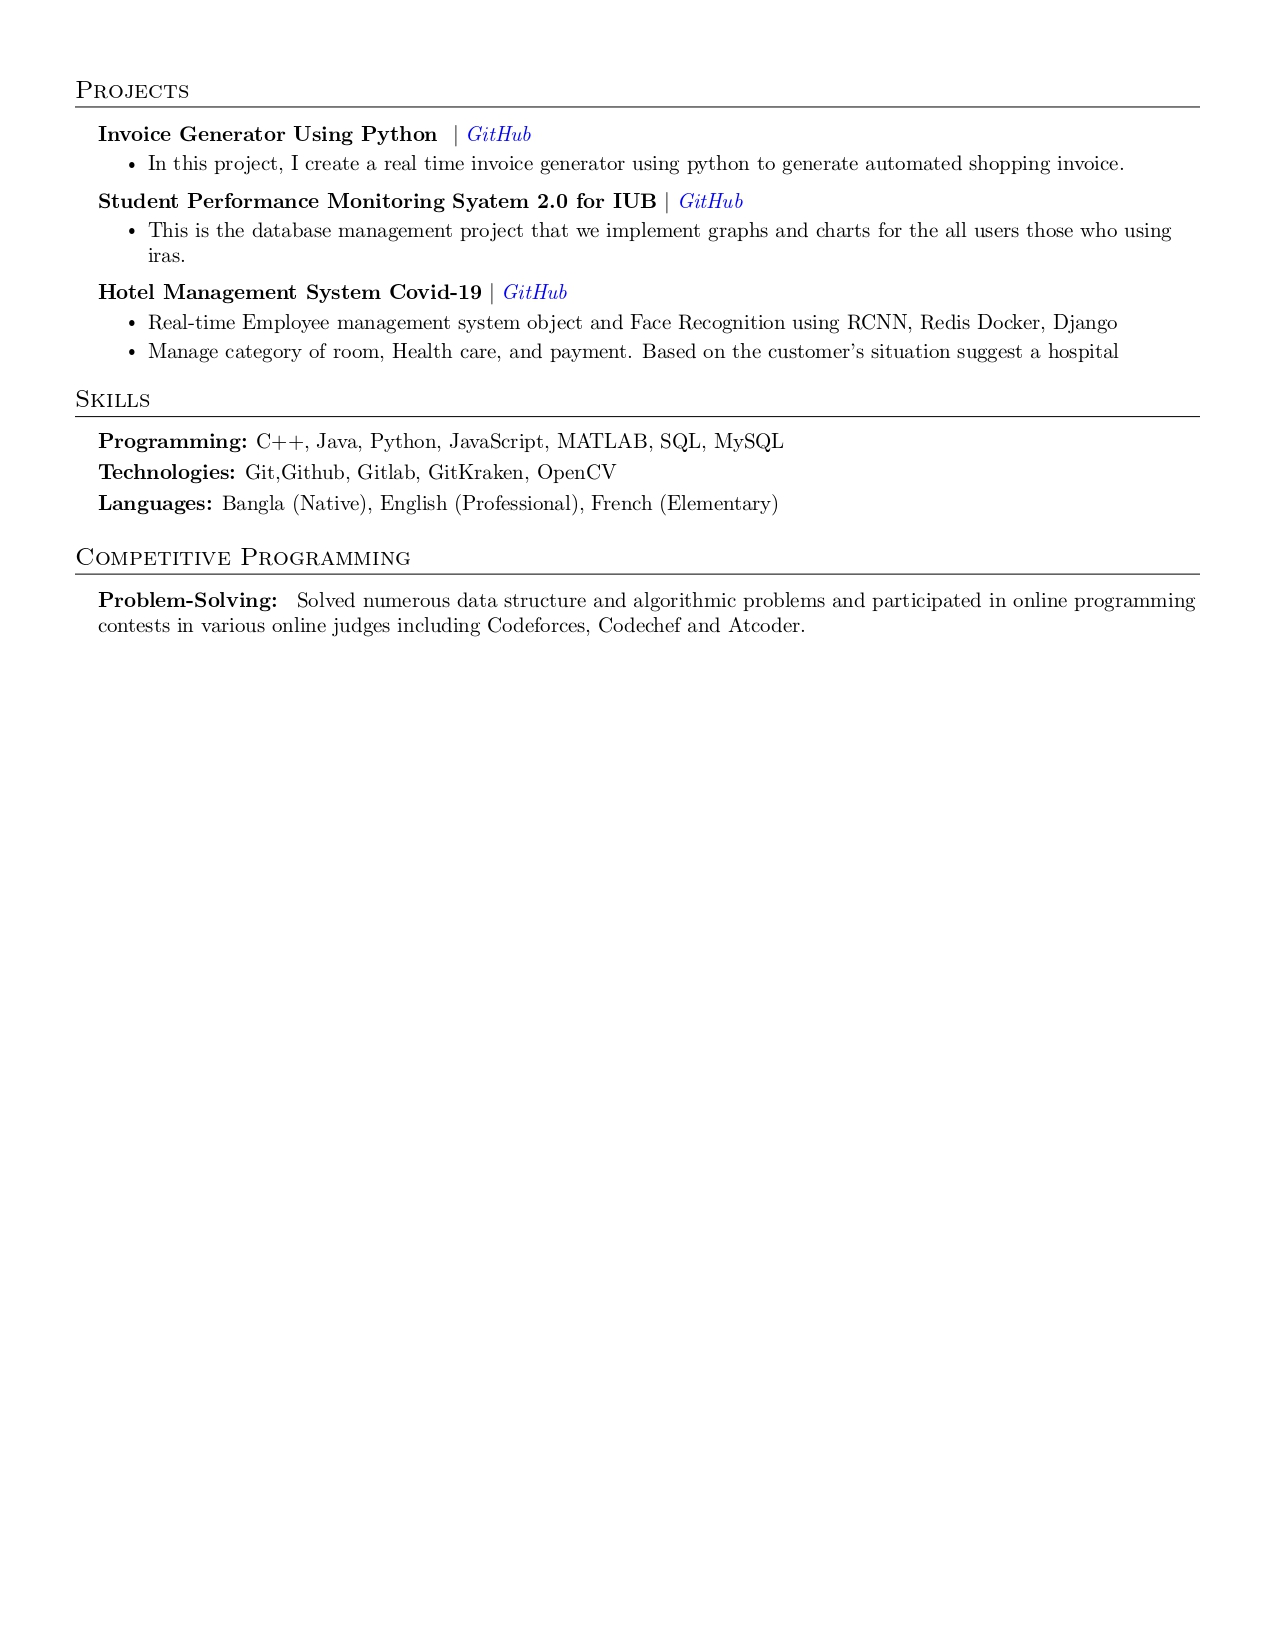 Projects
Invoice Generator Using Python | GitHub
• In this project, I create a real time invoice generator using python to generate automated shopping invoice.
Student Performance Monitoring Syatem 2.0 for IUB | GitHub
• This is the database management project that we implement graphs and charts for the all users those who using
iras.
Hotel Management System Covid-19 | GitHub
• Real-time Employee management system object and Face Recognition using RCNN, Redis Docker, Django
• Manage category of room, Health care, and payment. Based on the customer's situation suggest a hospital
Skills
Programming: C++, Java, Python, JavaScript, MATLAB, SQL, MySQL
Technologies: Git,Github, Gitlab, GitKraken, OpenCV
Languages: Bangla (Native), English (Professional), French (Elementary)
Competitive Programming
Problem-Solving: Solved numerous data structure and algorithmic problems and participated in online programming
contests in various online judges including Codeforces, Codechef and Atcoder.